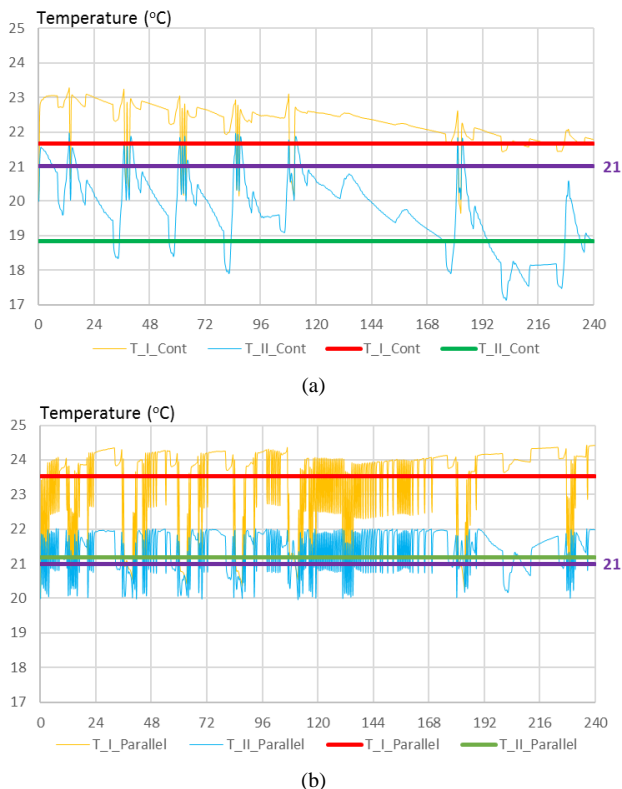 Temperature (°C)
25
24
23
22
21
20
19
18
17
21
0 24 48 72 96 120 144 168 192 216 240
T_I_Cont T_II_Cont T_I_Cont T_II_Cont
(a)
Temperature (°C)
25
24
23
22
21
20
19
18
17
21
0 24 48 72 96 120 144 168 192 216 240
T_I_Parallel T_II_Parallel T_I_Parallel T_II_Parallel
(b)